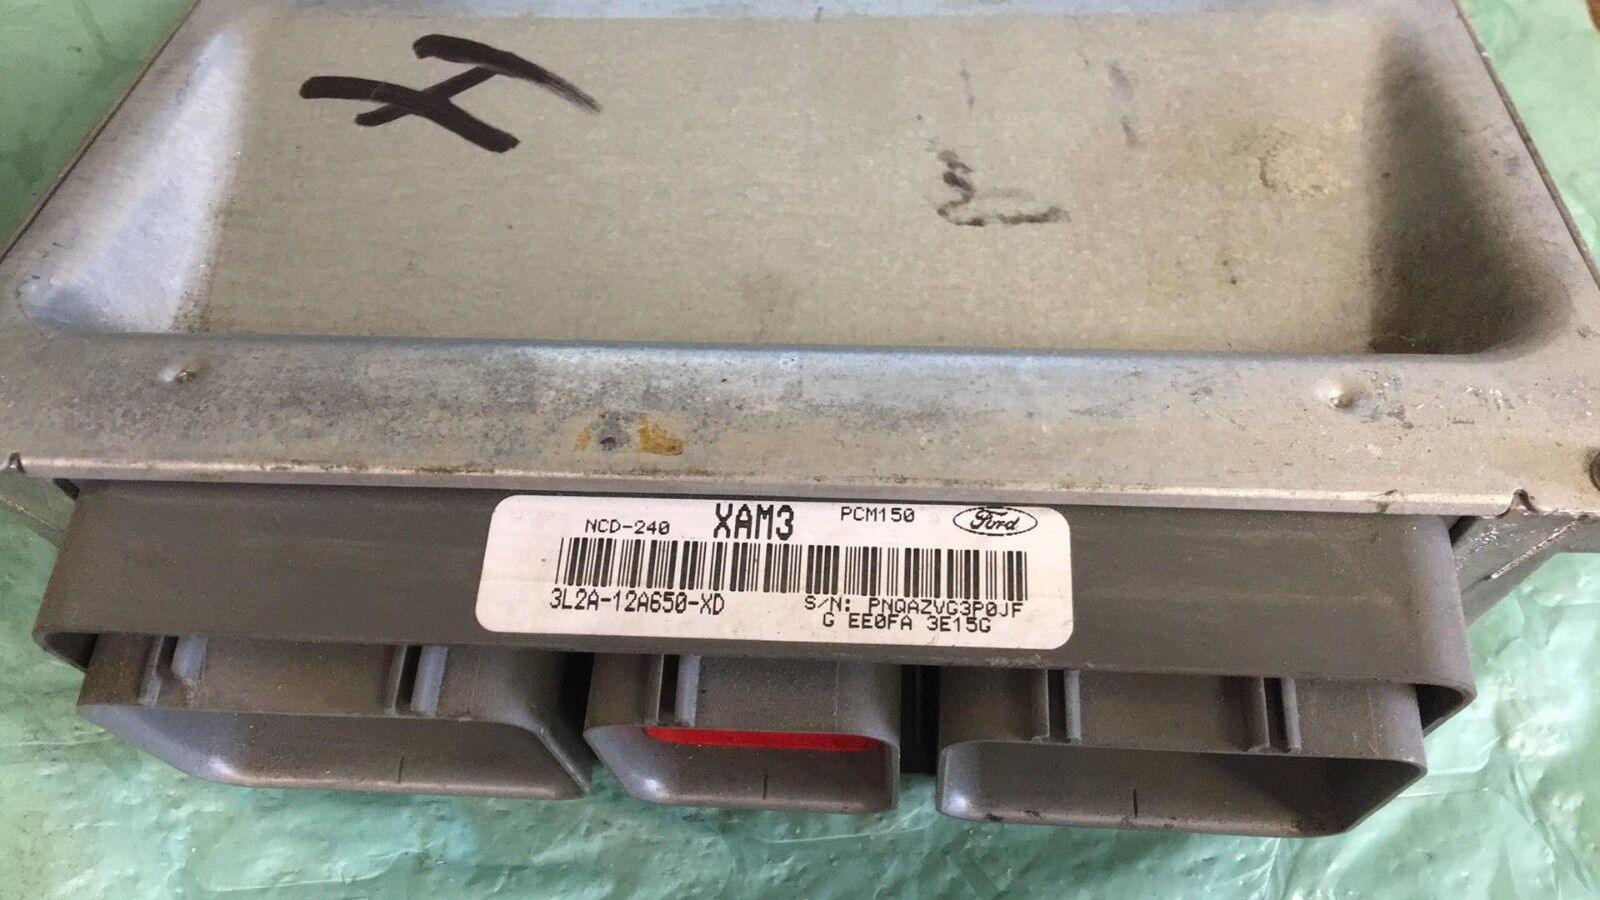 H
NCD-240 XAM3 PCM150 Ford
3L2A-12A650-XD S/N: PNQAZVG3P0JF
G EE0FA 3E15G